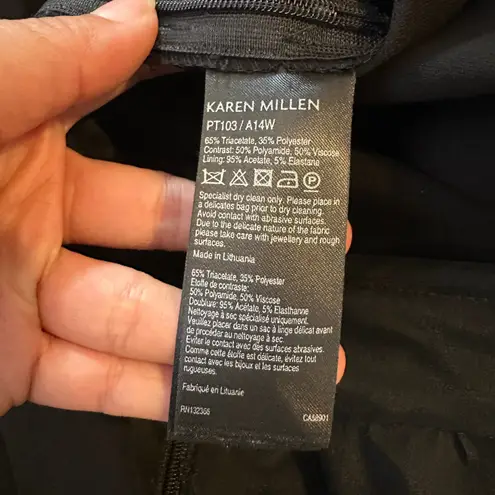 KAREN MILLEN
PT103 / A14W
65% Triacetate, 35% Polyester
Contrast: 50% Polyamide, 50% Viscose
Lining: 95% Acetate, 5% Elastane
P
Specialist dry clean only. Please place in
a delicates bag prior to dry cleaning.
Avoid contact with abrasive surfaces.
Due to the delicate nature of the fabric
please take care with jewellery and rough
surfaces.
Made in Lithuania
65% Triacetate, 35% Polyester
Etoffe de contraste:
50% Polyamide, 50% Viscose
Doublure: 95% Acétate, 5% Elasthanne
Nettoyage à sec spécialisé uniquement.
Veuillez placer dans un sac à linge délicat avant
de procéder au nettoyage à sec.
Eviter le contact avec des surfaces abrasives.
Comme cette étoffe est délicate, évitez tout
contact avec les bijoux et les surfaces
rugueuses.
Fabriqué en Lituanie
RN132356 CA56901